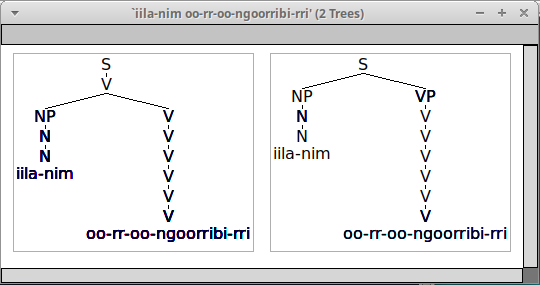 `iila-nim oo-rr-oo-ngoorribi-rri' (2 Trees)
S
V
NP V
N V
N V
iila-nim V
V
V
oo-rr-oo-ngoorribi-rri
S
NP VP
N V
N V
iila-nim V
V
V
V
oo-rr-oo-ngoorribi-rri